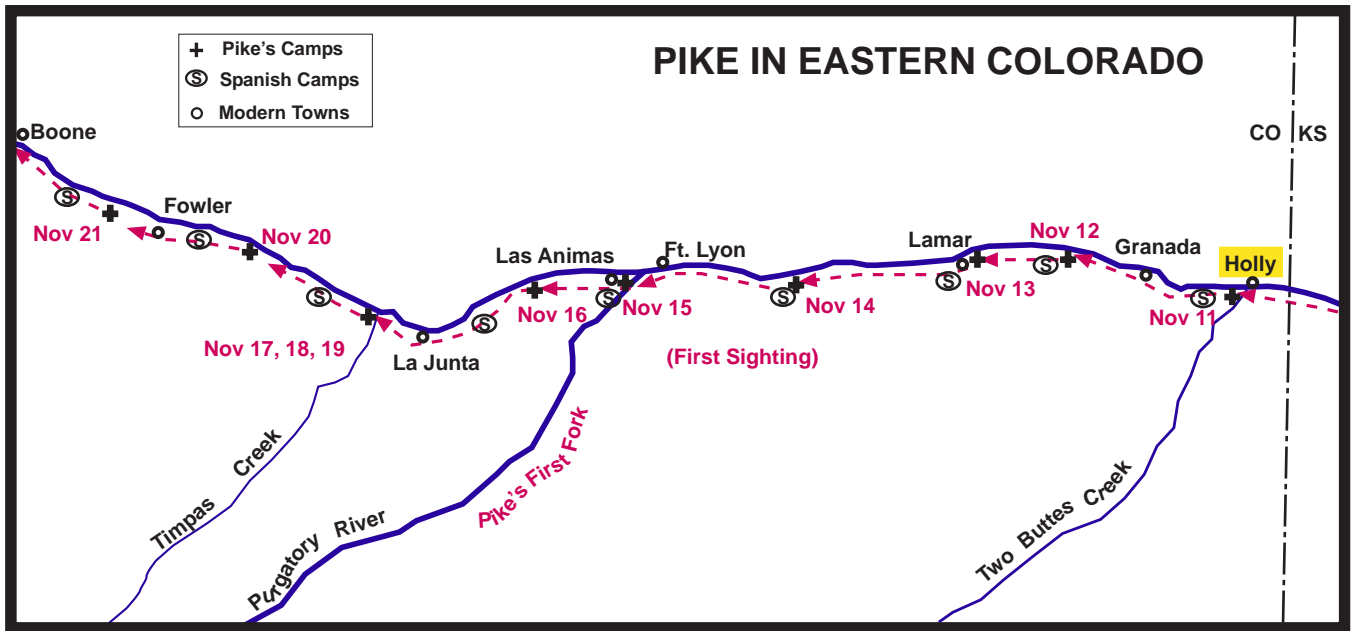 PIKE IN EASTERN COLORADO
Pike's Camps
S Spanish Camps
Modern Towns
CO KS
Boone
Fowler
Nov 21
S
S
Nov 20
S
Nov 17, 18, 19
La Junta
S
Las Animas
Nov 16
S
Nov 15
Ft. Lyon
S
Nov 14
(First Sighting)
Lamar
S
Nov 13
S
Nov 12
Granada
S
Nov 11
Holly
Timpas Creek
Purgatory River
Pike's First Fork
Two Buttes Creek